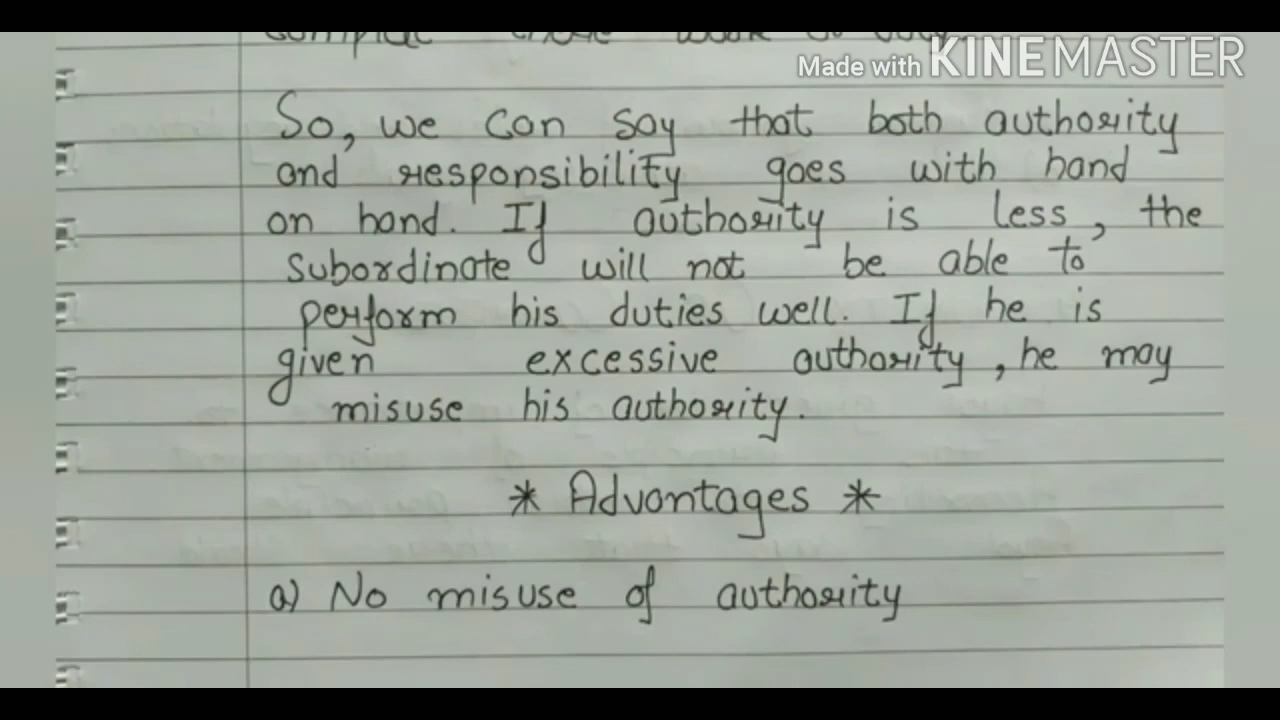 Made with KINEMASTER
So, we can say that both authority
and responsibility goes with hand
on hand. If authority is less, the
subordinate will not be able to
perform his duties well. If he is
given excessive authority, he may
misuse his authority.
* Advantages *
a) No misuse of authority